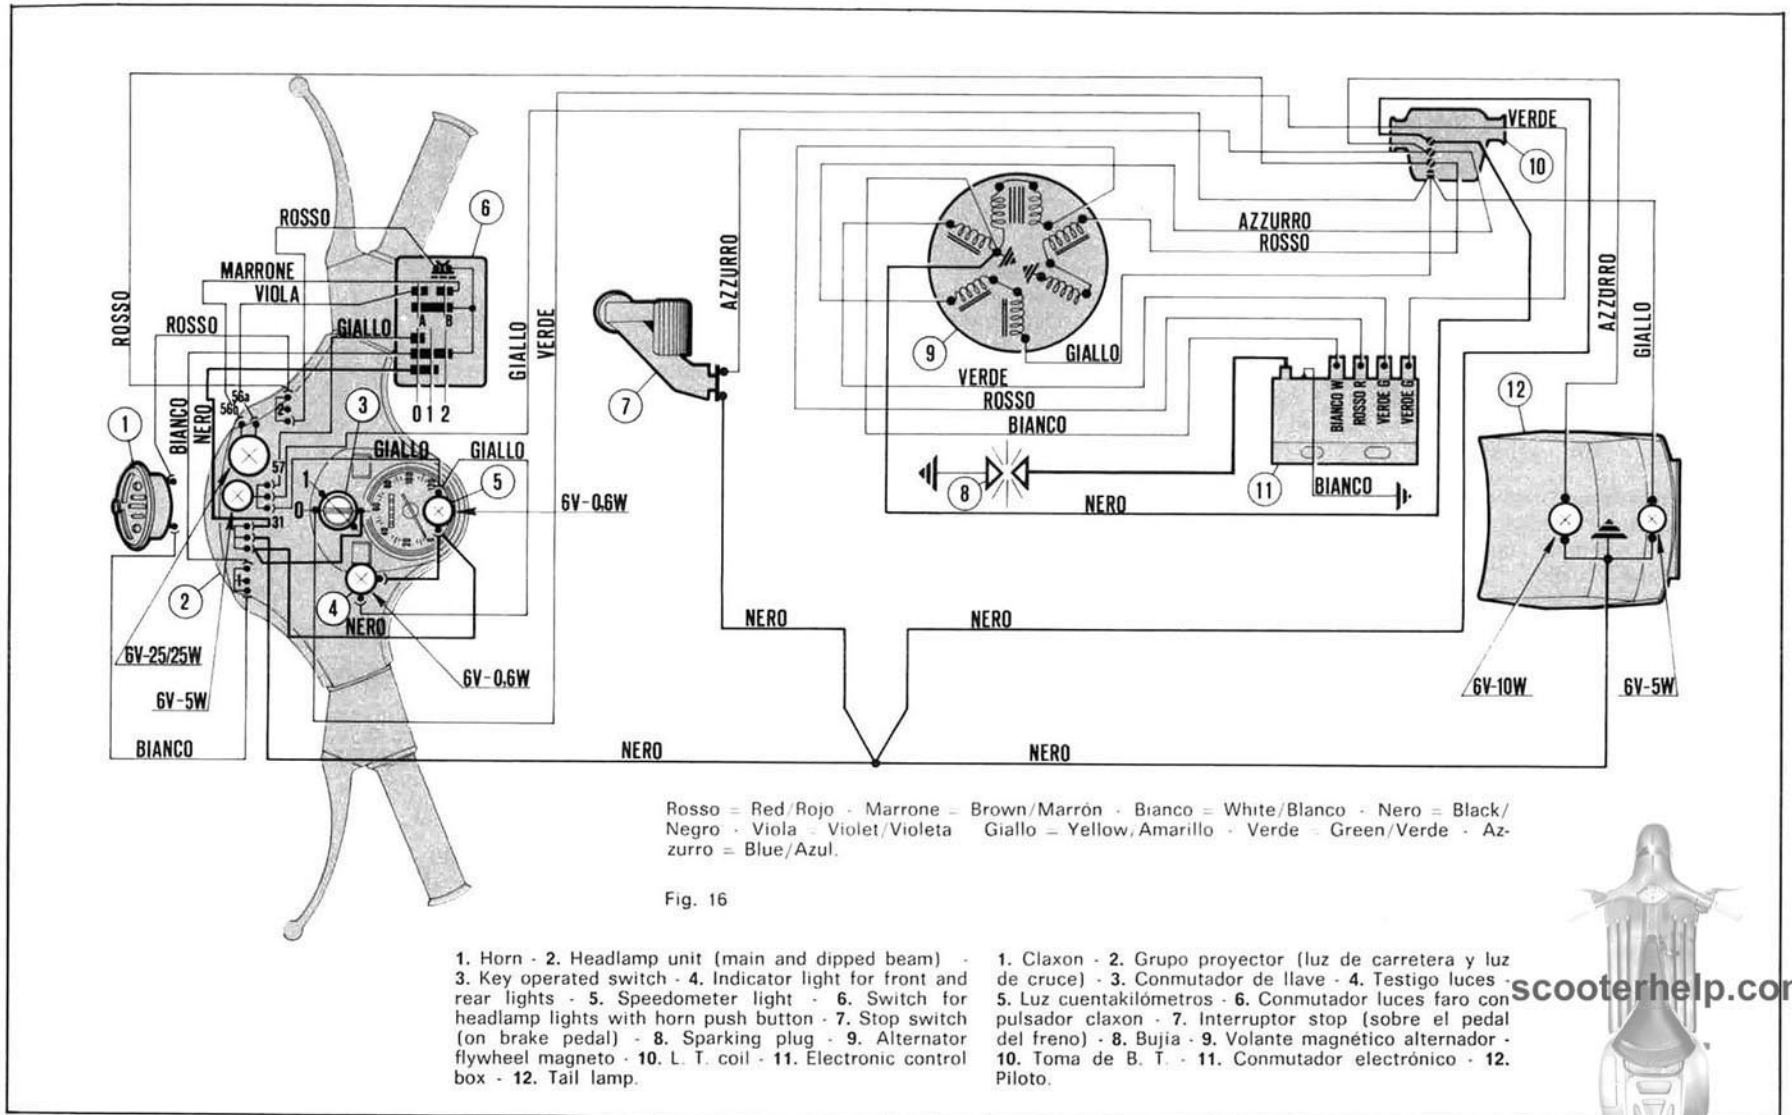 VERDE
10
ROSSO
6
AZZURRO
ROSSO
MARRONE
VIOLA
ROSSO
ROSSO
GIALLO
A
B
GIALLO
VERDE
AZZURRO
AZZURRO
GIALLO
9
GIALLO
7
VERDE
ROSSO
BIANCO
BIANCO W
ROSSO R
VERDE G
VERDE G
12
0 1 2
56a
56b
2
3
1
BIANCO
NERO
GIALLO
GIALLO
57
1
5
0
6V-0,6W
31
8
11
BIANCO
NERO
1
2
4
NERO
NERO
NERO
6V-25/25W
6V-0,6W
6V-5W
6V-10W
6V-5W
BIANCO
NERO
NERO
Rosso = Red/Rojo - Marrone = Brown/Marrón - Bianco = White/Blanco - Nero = Black/
Negro - Viola = Violet/Violeta Giallo = Yellow/Amarillo - Verde = Green/Verde - Az-
zurro = Blue/Azul.
Fig. 16
1. Horn - 2. Headlamp unit (main and dipped beam) -
3. Key operated switch - 4. Indicator light for front and
rear lights - 5. Speedometer light - 6. Switch for
headlamp lights with horn push button - 7. Stop switch
(on brake pedal) - 8. Sparking plug - 9. Alternator
flywheel magneto - 10. L. T. coil - 11. Electronic control
box - 12. Tail lamp.
1. Claxon - 2. Grupo proyector (luz de carretera y luz
de cruce) - 3. Conmutador de llave - 4. Testigo luces -
5. Luz cuentakilómetros - 6. Conmutador luces faro con
pulsador claxon - 7. Interruptor stop (sobre el pedal
del freno) - 8. Bujia - 9. Volante magnético alternador -
10. Toma de B. T. - 11. Conmutador electrónico - 12.
Piloto.
scooterhelp.com